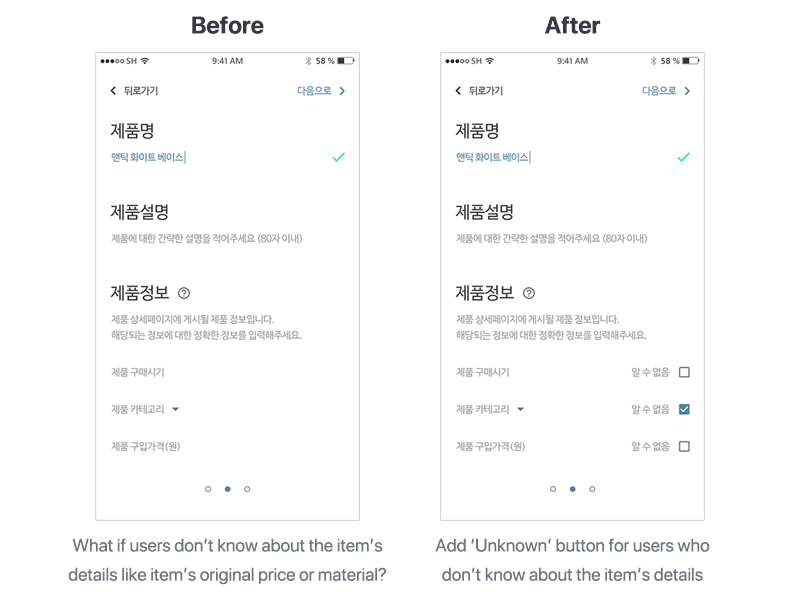 Before
●●●○○ SH 9:41 AM 58 %
뒤로가기 다음으로
제품명
앤틱 화이트 베이스
제품설명
제품에 대한 간략한 설명을 적어주세요 (80자 이내)
제품정보 ?
제품 상세페이지에 게시될 제품 정보입니다.
해당되는 정보에 대한 정확한 정보를 입력해주세요.
제품 구매시기
제품 카테고리
제품 구입가격(원)
What if users don't know about the item's
details like item's original price or material?
After
●●●○○ SH 9:41 AM 58 %
뒤로가기 다음으로
제품명
앤틱 화이트 베이스
제품설명
제품에 대한 간략한 설명을 적어주세요 (80자 이내)
제품정보 ?
제품 상세페이지에 게시될 제품 정보입니다.
해당되는 정보에 대한 정확한 정보를 입력해주세요.
제품 구매시기 알 수 없음
제품 카테고리 알 수 없음
제품 구입가격(원) 알 수 없음
Add 'Unknown' button for users who
don't know about the item's details